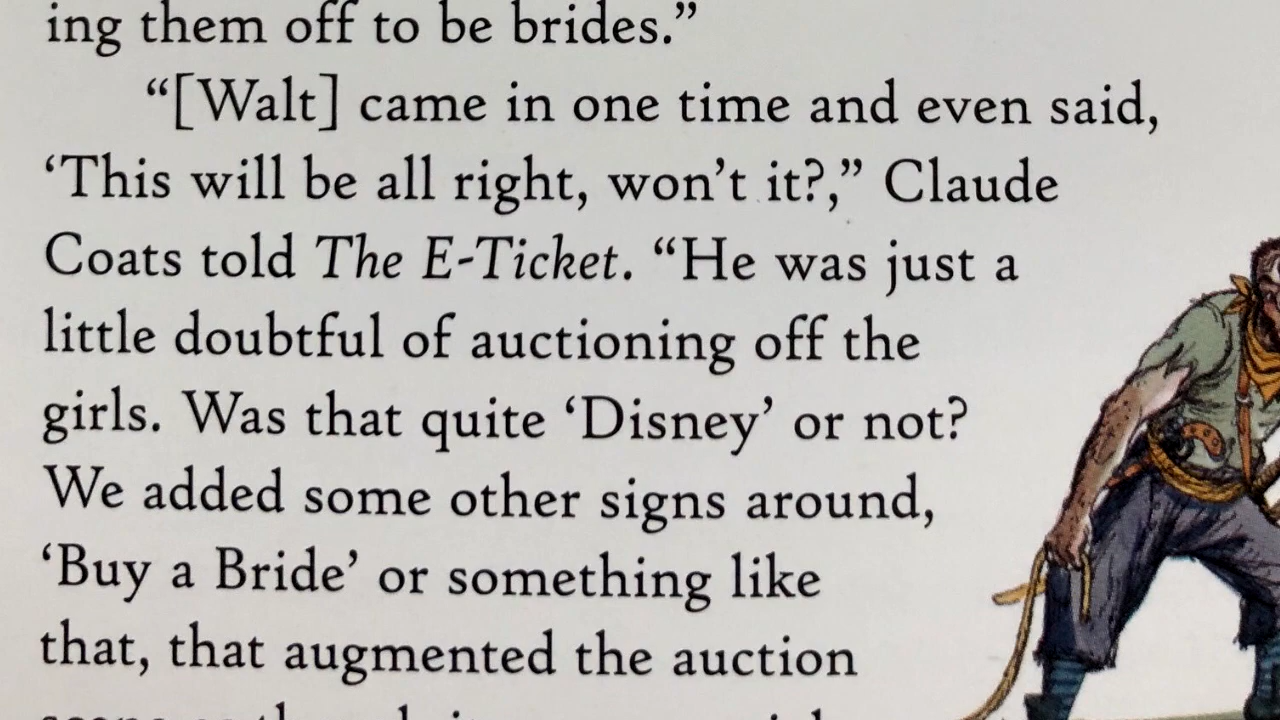 ing them off to be brides.”
“[Walt] came in one time and even said,
‘This will be all right, won’t it?,” Claude
Coats told The E-Ticket. “He was just a
little doubtful of auctioning off the
girls. Was that quite ‘Disney’ or not?
We added some other signs around,
‘Buy a Bride’ or something like
that, that augmented the auction